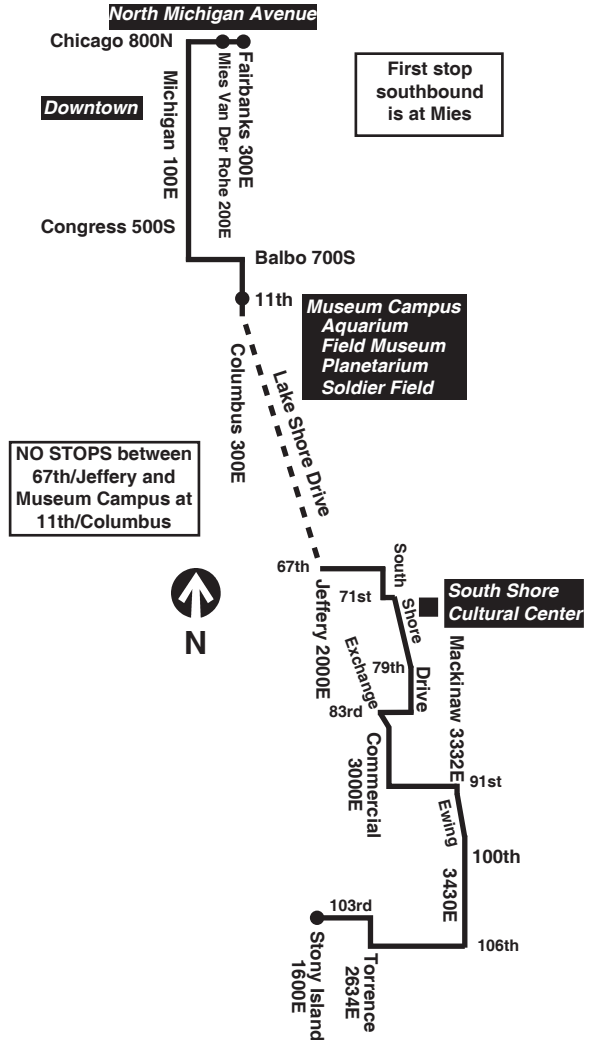 North Michigan Avenue
Chicago 800N
Fairbanks 300E
Mies Van Der Rohe 200E
First stop
southbound
is at Mies
Downtown
Michigan 100E
Congress 500S
Balbo 700S
11th
Museum Campus
Aquarium
Field Museum
Planetarium
Soldier Field
Columbus 300E
Lake Shore Drive
NO STOPS between
67th/Jeffery and
Museum Campus at
11th/Columbus
N
67th
Jeffery 2000E
South
Shore
Drive
71st
South Shore
Cultural Center
79th
Exchange
83rd
Mackinaw 3332E
Commercial
3000E
91st
Ewing
3430E
100th
103rd
106th
Stony Island
1600E
Torrence
2634E